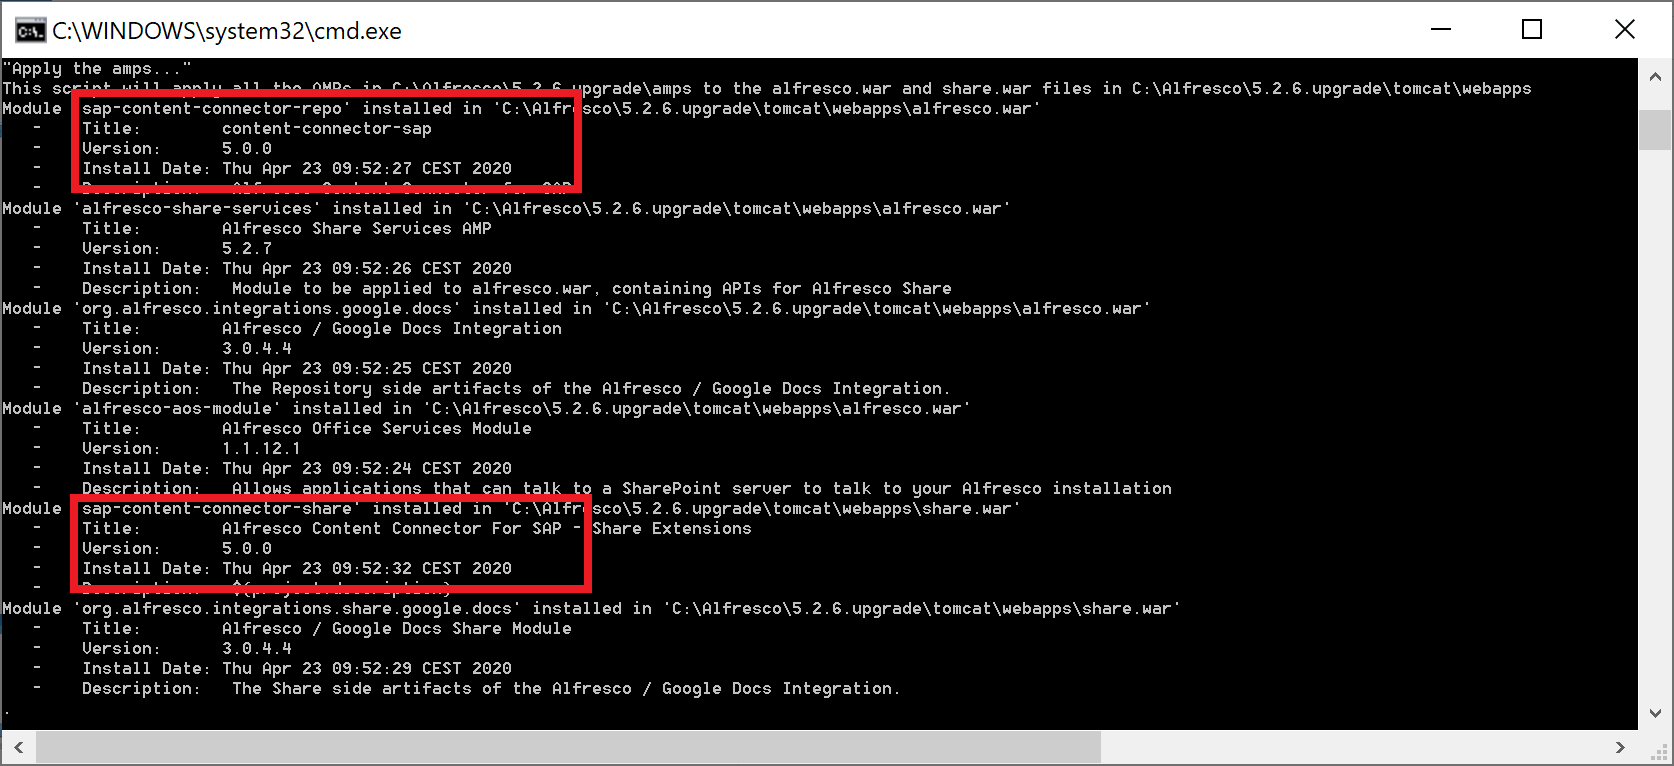 C:\WINDOWS\system32\cmd.exe
"Apply the amps..."
This script will apply all the AMPs in C:\Alfresco\5.2.6.upgrade\amps to the alfresco.war and share.war files in C:\Alfresco\5.2.6.upgrade\tomcat\webapps
Module sap-content-connector-repo' installed in 'C:\Alfresco\5.2.6.upgrade\tomcat\webapps\alfresco.war'
- Title: content-connector-sap
- Version: 5.0.0
- Install Date: Thu Apr 23 09:52:27 CEST 2020
- Description: Alfresco Content Connector for SAP
Module 'alfresco-share-services' installed in 'C:\Alfresco\5.2.6.upgrade\tomcat\webapps\alfresco.war'
- Title: Alfresco Share Services AMP
- Version: 5.2.7
- Install Date: Thu Apr 23 09:52:26 CEST 2020
- Description: Module to be applied to alfresco.war, containing APIs for Alfresco Share
Module 'org.alfresco.integrations.google.docs' installed in 'C:\Alfresco\5.2.6.upgrade\tomcat\webapps\alfresco.war'
- Title: Alfresco / Google Docs Integration
- Version: 3.0.4.4
- Install Date: Thu Apr 23 09:52:25 CEST 2020
- Description: The Repository side artifacts of the Alfresco / Google Docs Integration.
Module 'alfresco-aos-module' installed in 'C:\Alfresco\5.2.6.upgrade\tomcat\webapps\alfresco.war'
- Title: Alfresco Office Services Module
- Version: 1.1.12.1
- Install Date: Thu Apr 23 09:52:24 CEST 2020
- Description: Allows applications that can talk to a SharePoint server to talk to your Alfresco installation
Module sap-content-connector-share' installed in 'C:\Alfresco\5.2.6.upgrade\tomcat\webapps\share.war'
- Title: Alfresco Content Connector For SAP - Share Extensions
- Version: 5.0.0
- Install Date: Thu Apr 23 09:52:32 CEST 2020
- Description: ${project.description}
Module 'org.alfresco.integrations.share.google.docs' installed in 'C:\Alfresco\5.2.6.upgrade\tomcat\webapps\share.war'
- Title: Alfresco / Google Docs Share Module
- Version: 3.0.4.4
- Install Date: Thu Apr 23 09:52:29 CEST 2020
- Description: The Share side artifacts of the Alfresco / Google Docs Integration.
.